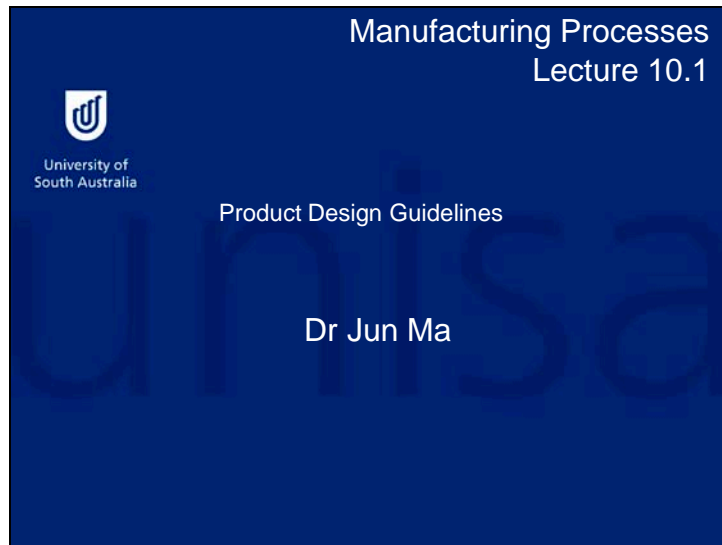 Manufacturing Processes
Lecture 10.1
University of
South Australia
Product Design Guidelines
Dr Jun Ma
unisa